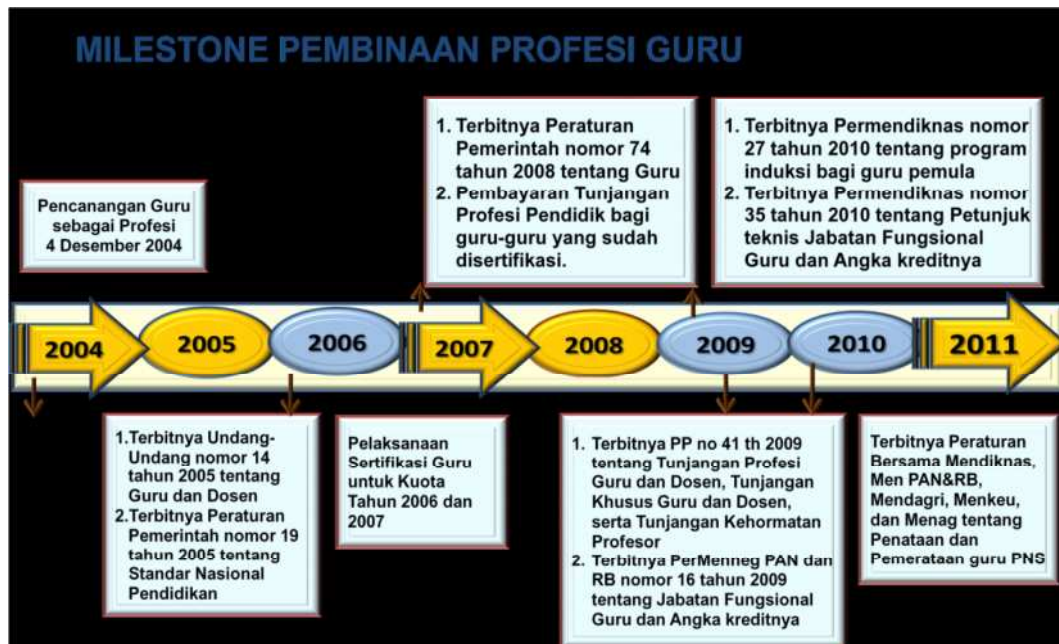 MILESTONE PEMBINAAN PROFESI GURU
Pencanangan Guru
sebagai Profesi
4 Desember 2004
1. Terbitnya Peraturan
Pemerintah nomor 74
tahun 2008 tentang Guru
2. Pembayaran Tunjangan
Profesi Pendidik bagi
guru-guru yang sudah
disertifikasi.
1. Terbitnya Permendiknas nomor
27 tahun 2010 tentang program
induksi bagi guru pemula
2. Terbitnya Permendiknas nomor
35 tahun 2010 tentang Petunjuk
teknis Jabatan Fungsional
Guru dan Angka kreditnya
2004 2005 2006 2007 2008 2009 2010 2011
1.Terbitnya Undang-
Undang nomor 14
tahun 2005 tentang
Guru dan Dosen
2.Terbitnya Peraturan
Pemerintah nomor 19
tahun 2005 tentang
Standar Nasional
Pendidikan
Pelaksanaan
Sertifikasi Guru
untuk Kuota
Tahun 2006 dan
2007
1. Terbitnya PP no 41 th 2009
tentang Tunjangan Profesi
Guru dan Dosen, Tunjangan
Khusus Guru dan Dosen,
serta Tunjangan Kehormatan
Profesor
2. Terbitnya PerMenneg PAN dan
RB nomor 16 tahun 2009
tentang Jabatan Fungsional
Guru dan Angka kreditnya
Terbitnya Peraturan
Bersama Mendiknas,
Men PAN&RB,
Mendagri, Menkeu,
dan Menag tentang
Penataan dan
Pemerataan guru PNS